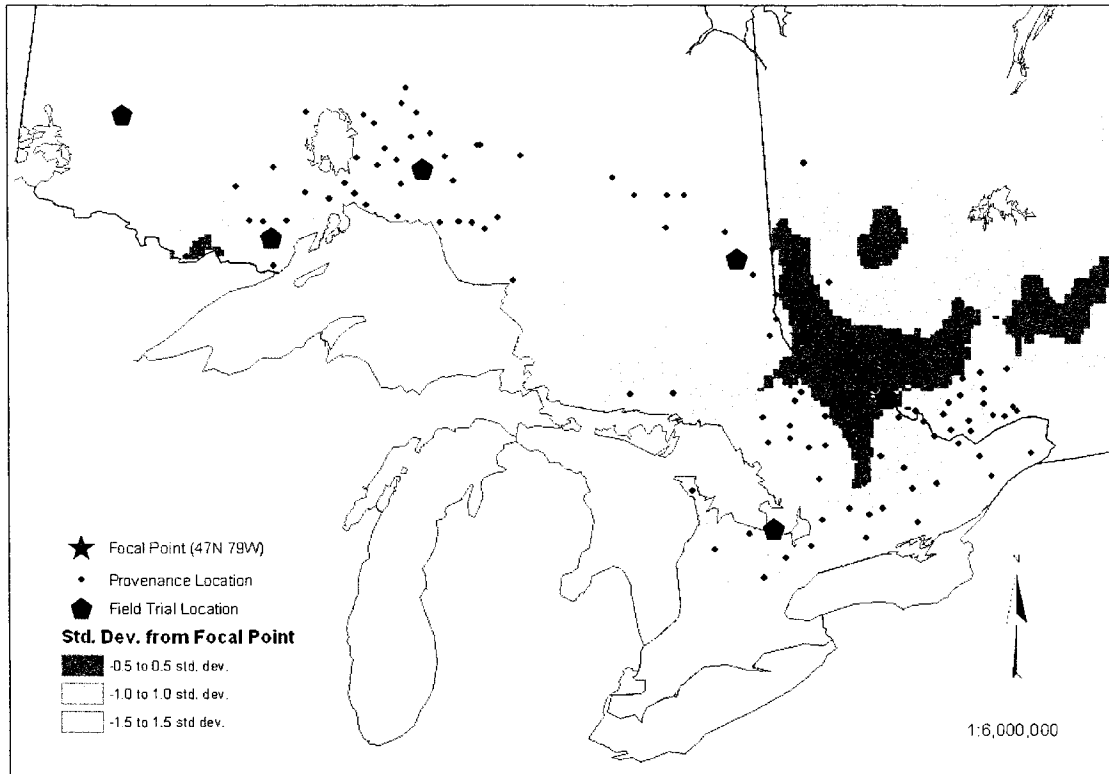 Focal Point (47N 79W)
Provenance Location
Field Trial Location
Std. Dev. from Focal Point
-0.5 to 0.5 std. dev.
-1.0 to 1.0 std. dev.
-1.5 to 1.5 std dev.
N
1:6,000,000